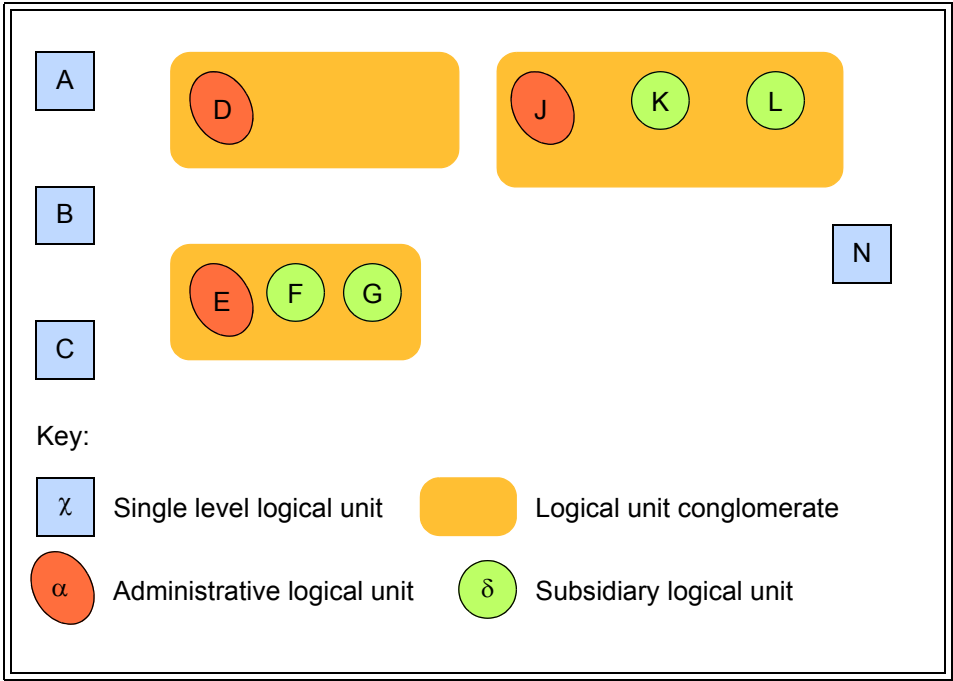 A
D
J
K
L
B
N
E
F
G
C
Key:
χ Single level logical unit
Logical unit conglomerate
α Administrative logical unit
δ Subsidiary logical unit